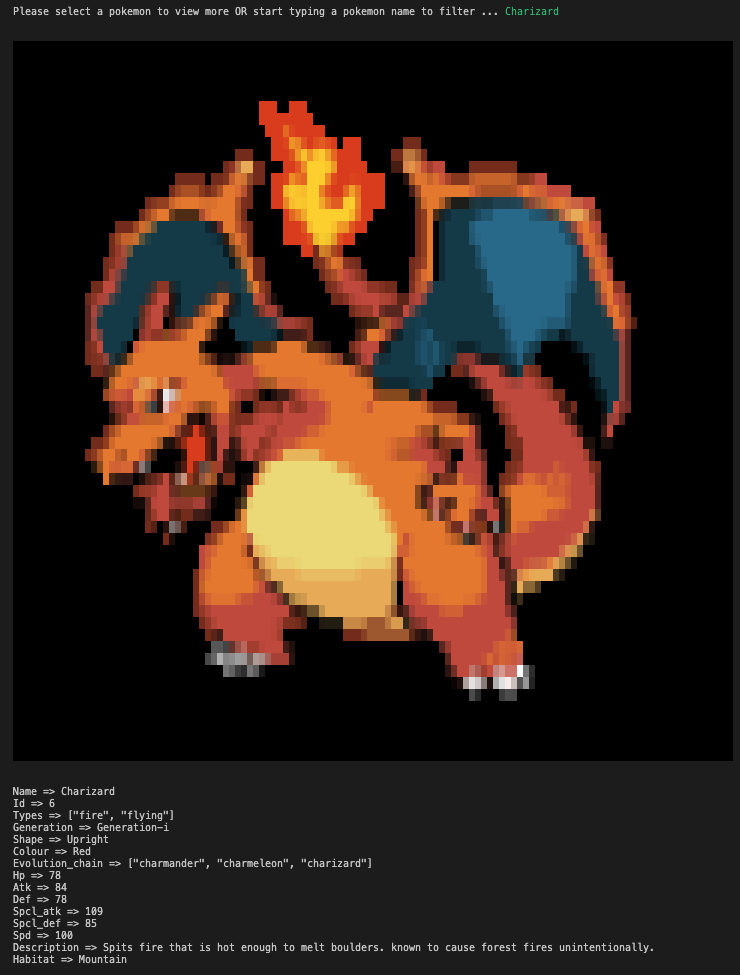 Please select a pokemon to view more OR start typing a pokemon name to filter ... Charizard
Name => Charizard
Id => 6
Types => ["fire", "flying"]
Generation => Generation-i
Shape => Upright
Colour => Red
Evolution_chain => ["charmander", "charmeleon", "charizard"]
Hp => 78
Atk => 84
Def => 78
Spcl_atk => 109
Spcl_def => 85
Spd => 100
Description => Spits fire that is hot enough to melt boulders. known to cause forest fires unintentionally.
Habitat => Mountain